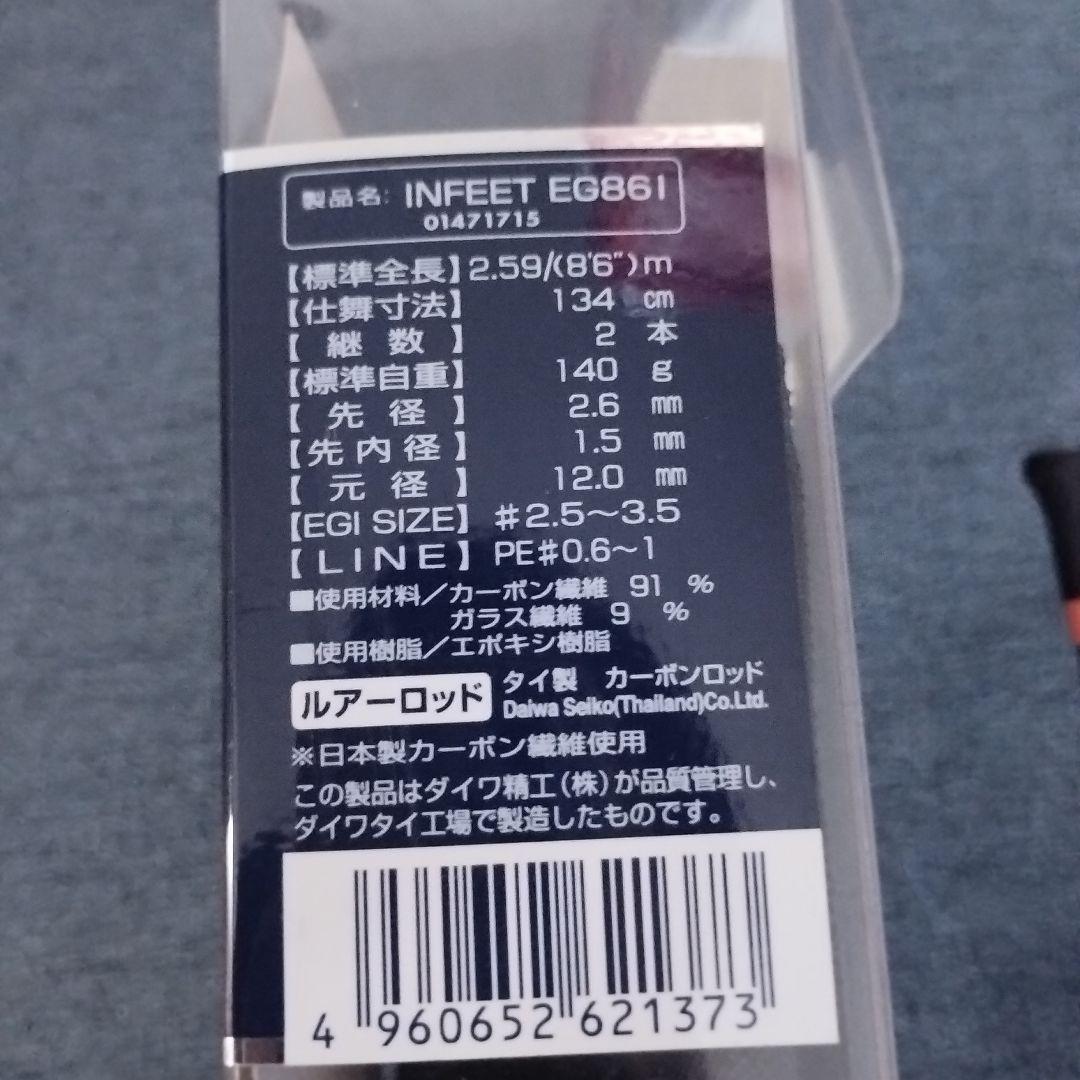 製品名: INFEET EG86I
01471715
【標準全長】2.59/(8'6")m
【仕舞寸法】 134 cm
【 継 数 】 2 本
【標準自重】 140 g
【 先 径 】 2.6 mm
【先 内 径】 1.5 mm
【 元 径 】 12.0 mm
【EGI SIZE】 #2.5〜3.5
【LINE】 PE#0.6〜1
■使用材料/カーボン繊維 91 %
ガラス繊維 9 %
■使用樹脂/エポキシ樹脂
ルアーロッド タイ製 カーボンロッド
Daiwa Seiko(Thailand)Co.Ltd.
※日本製カーボン繊維使用
この製品はダイワ精工(株)が品質管理し、
ダイワタイ工場で製造したものです。
4 960652 621373